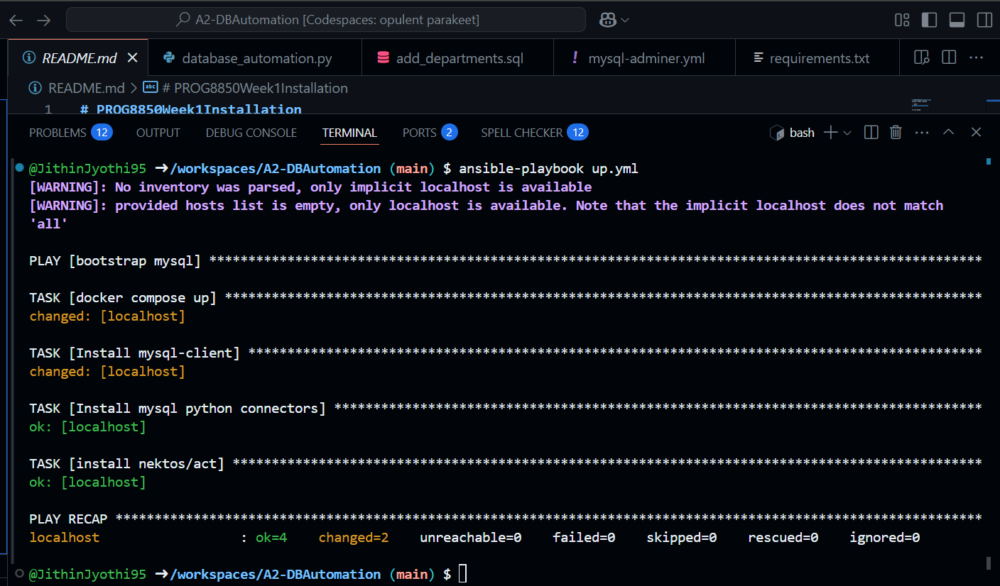 A2-DBAutomation [Codespaces: opulent parakeet]
README.md database_automation.py add_departments.sql ! mysql-adminer.yml requirements.txt
README.md > abc # PROG8850Week1Installation
1 # PROG8850Week1Installation
PROBLEMS 12 OUTPUT DEBUG CONSOLE TERMINAL PORTS 2 SPELL CHECKER 12 bash
@JithinJyothi95 ➜/workspaces/A2-DBAutomation (main) $ ansible-playbook up.yml
[WARNING]: No inventory was parsed, only implicit localhost is available
[WARNING]: provided hosts list is empty, only localhost is available. Note that the implicit localhost does not match
'all'
PLAY [bootstrap mysql] ***************************************************************************************************
TASK [docker compose up] *************************************************************************************************
changed: [localhost]
TASK [Install mysql-client] **********************************************************************************************
changed: [localhost]
TASK [Install mysql python connectors] ***********************************************************************************
ok: [localhost]
TASK [install nektos/act] ************************************************************************************************
ok: [localhost]
PLAY RECAP ***************************************************************************************************************
localhost : ok=4 changed=2 unreachable=0 failed=0 skipped=0 rescued=0 ignored=0
@JithinJyothi95 ➜/workspaces/A2-DBAutomation (main) $